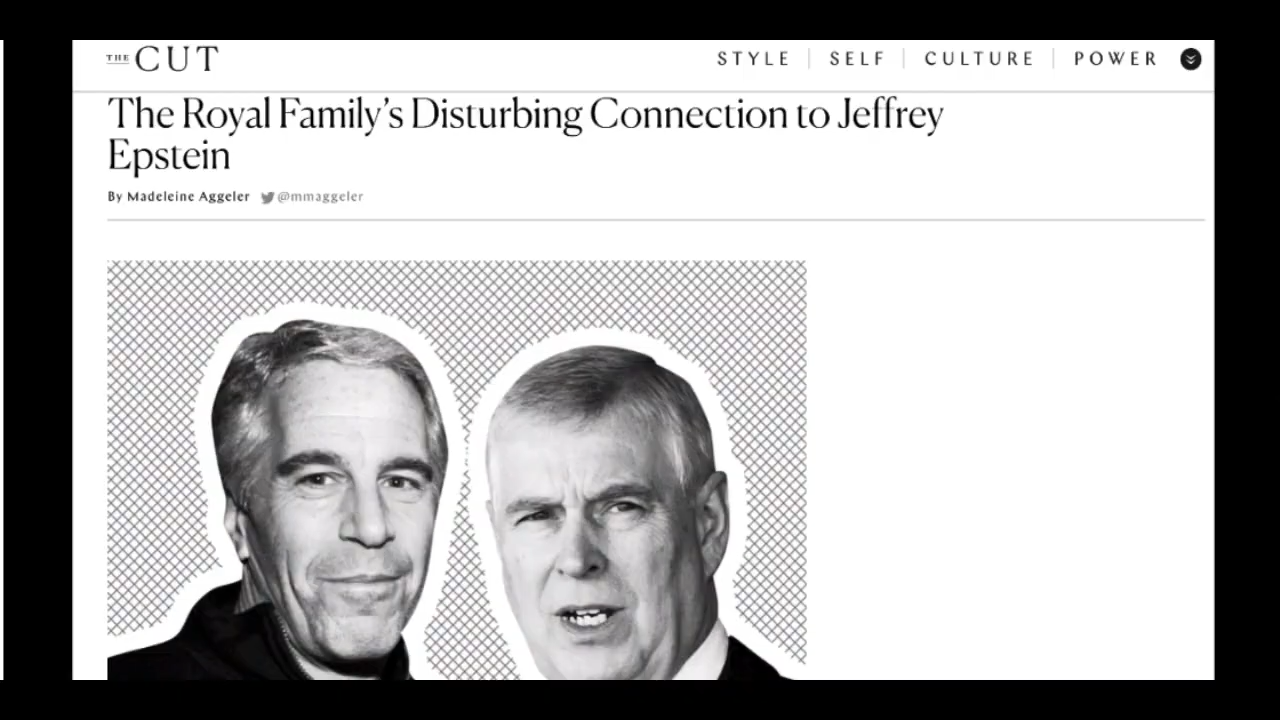 THE CUT
STYLE SELF CULTURE POWER
The Royal Family’s Disturbing Connection to Jeffrey
Epstein
By Madeleine Aggeler @mmaggeler